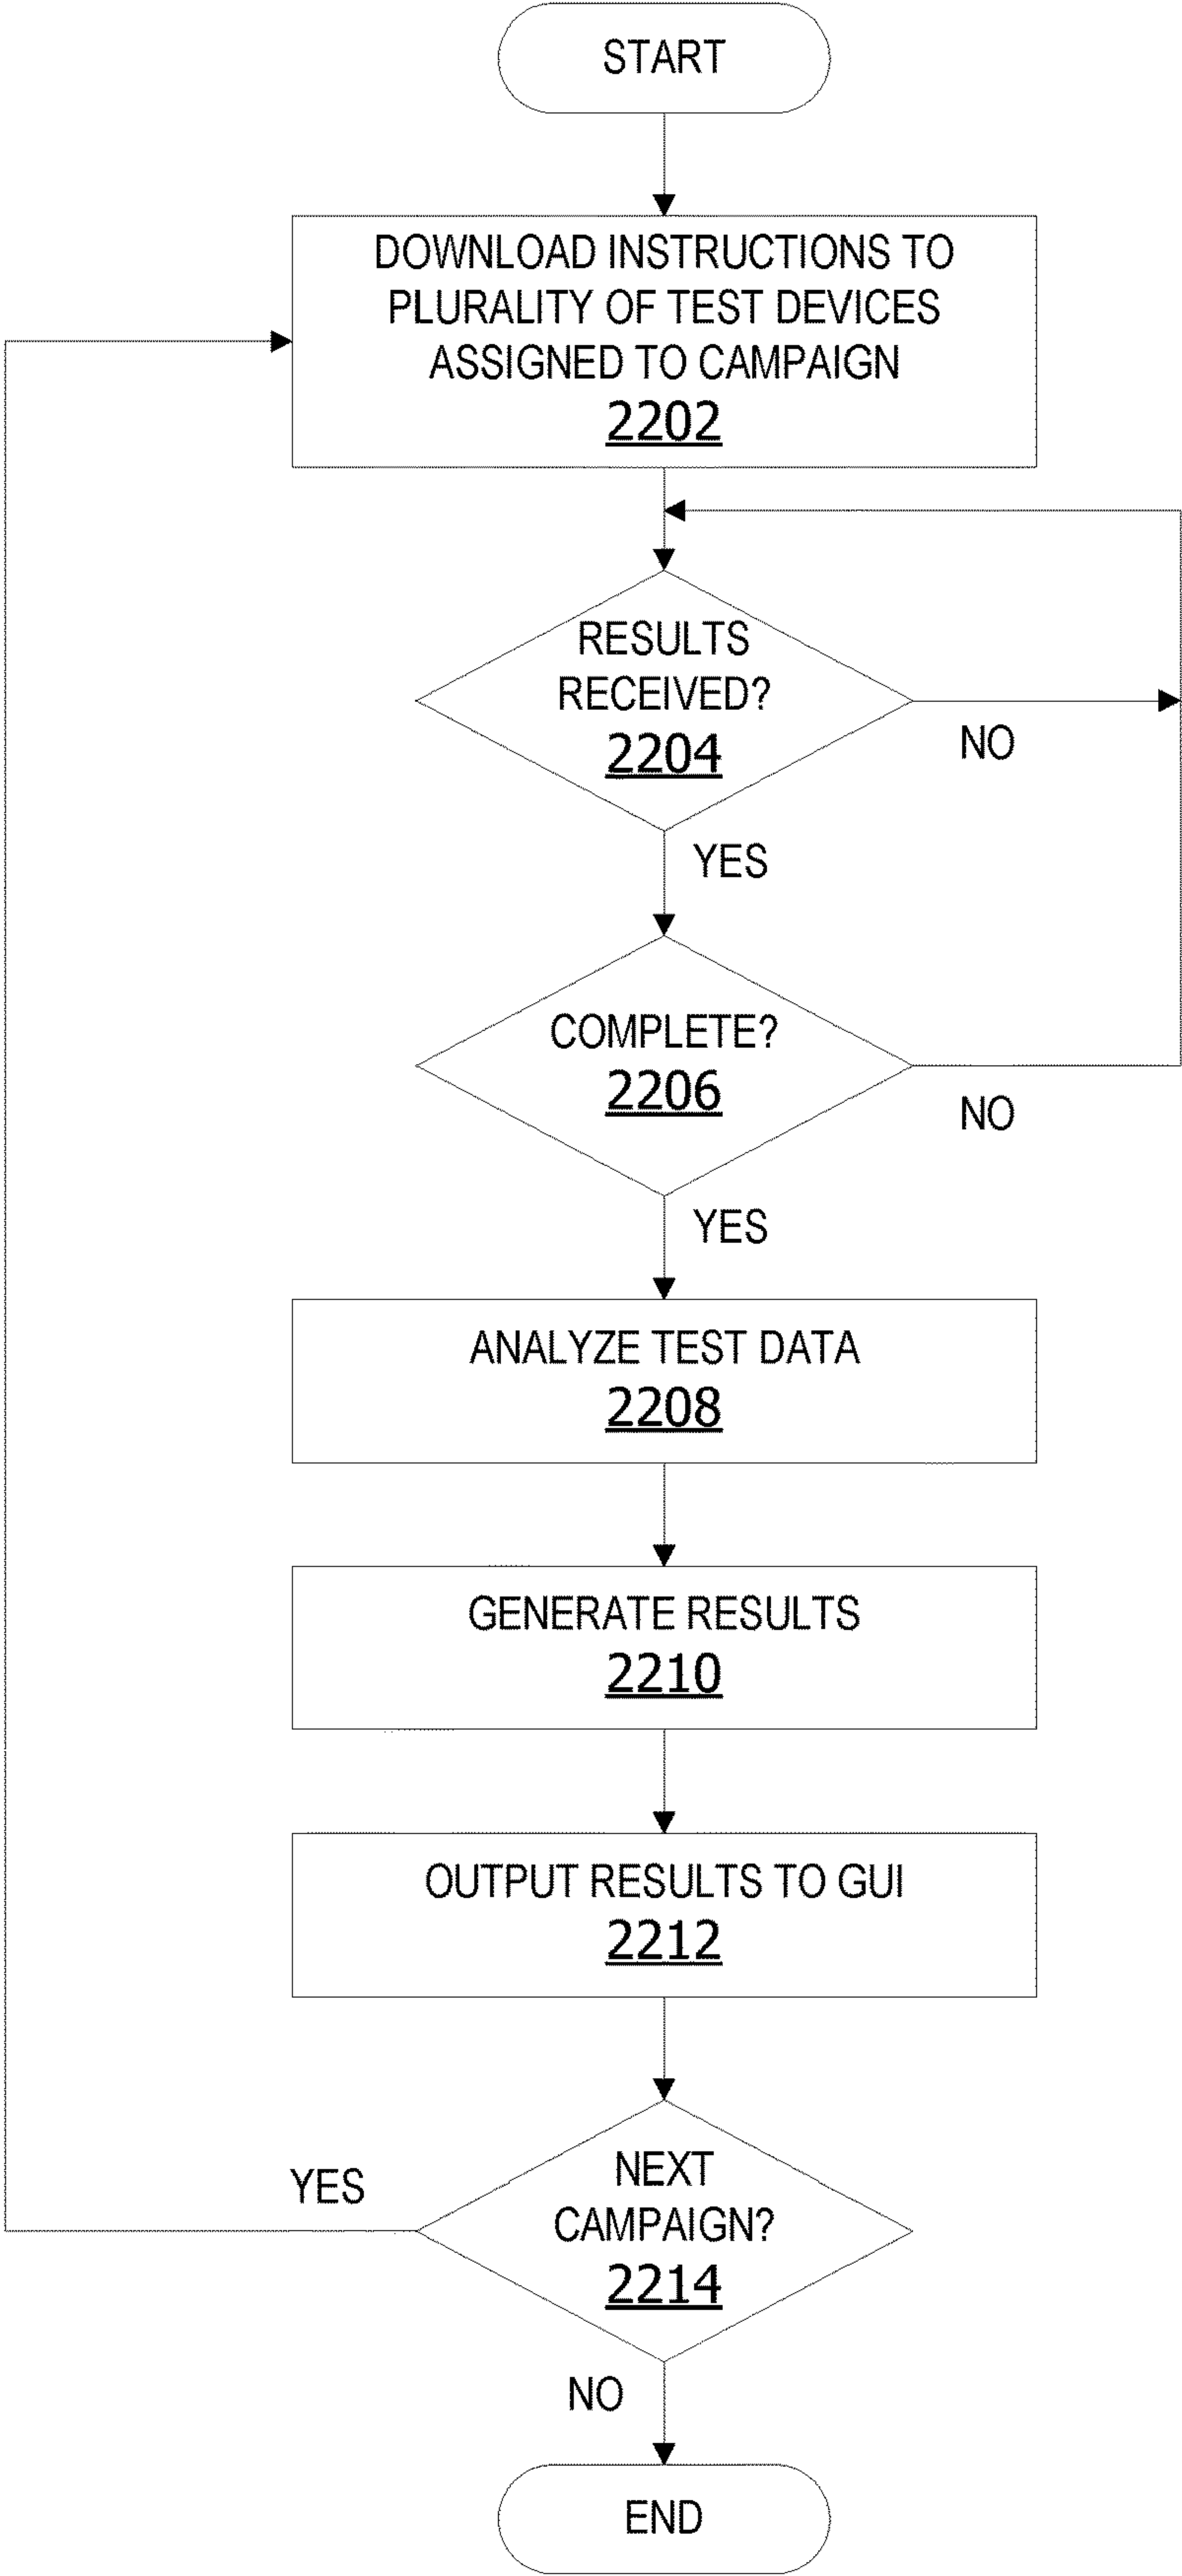 START
DOWNLOAD INSTRUCTIONS TO
PLURALITY OF TEST DEVICES
ASSIGNED TO CAMPAIGN
2202
RESULTS
RECEIVED?
2204
NO
YES
COMPLETE?
2206
NO
YES
ANALYZE TEST DATA
2208
GENERATE RESULTS
2210
OUTPUT RESULTS TO GUI
2212
NEXT
CAMPAIGN?
2214
YES
NO
END